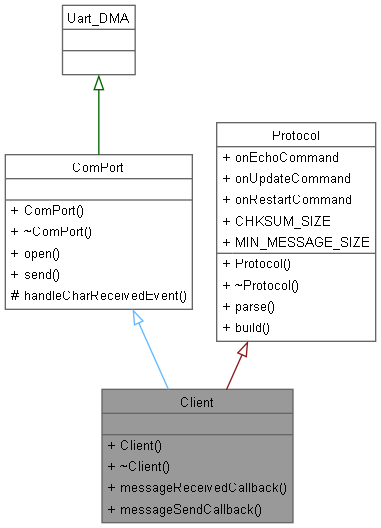 Uart_DMA
ComPort
+ ComPort()
+ ~ComPort()
+ open()
+ send()
# handleCharReceivedEvent()
Protocol
+ onEchoCommand
+ onUpdateCommand
+ onRestartCommand
+ CHKSUM_SIZE
+ MIN_MESSAGE_SIZE
+ Protocol()
+ ~Protocol()
+ parse()
+ build()
Client
+ Client()
+ ~Client()
+ messageReceivedCallback()
+ messageSendCallback()